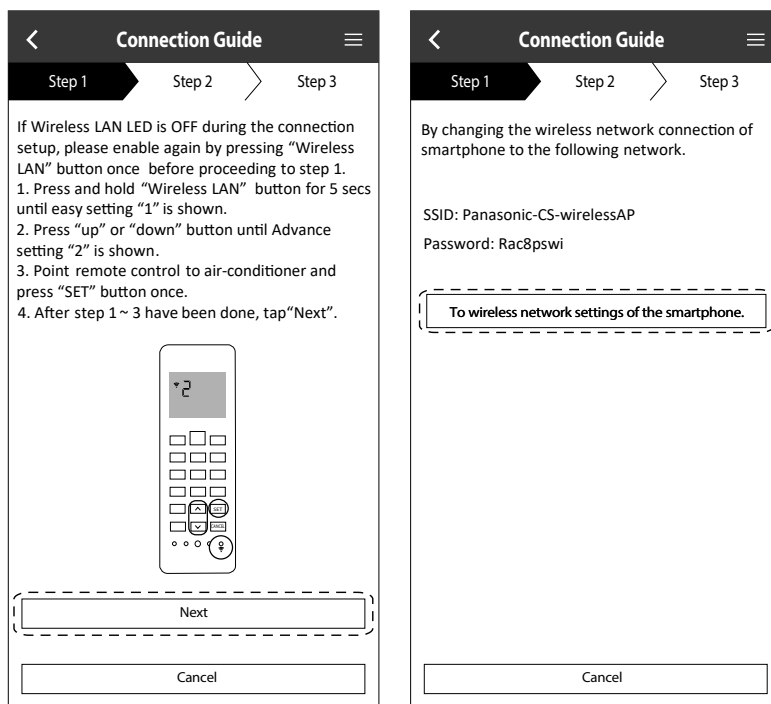 Connection Guide
Step 1
Step 2
Step 3
If Wireless LAN LED is OFF during the connection
setup, please enable again by pressing “Wireless
LAN” button once before proceeding to step 1.
1. Press and hold “Wireless LAN” button for 5 secs
until easy setting “1” is shown.
2. Press “up” or “down” button until Advance
setting “2” is shown.
3. Point remote control to air-conditioner and
press “SET” button once.
4. After step 1 ~ 3 have been done, tap“Next”.
2
SET
CANCEL
Next
Cancel
Connection Guide
Step 1
Step 2
Step 3
By changing the wireless network connection of
smartphone to the following network.
SSID: Panasonic-CS-wirelessAP
Password: Rac8pswi
To wireless network settings of the smartphone.
Cancel